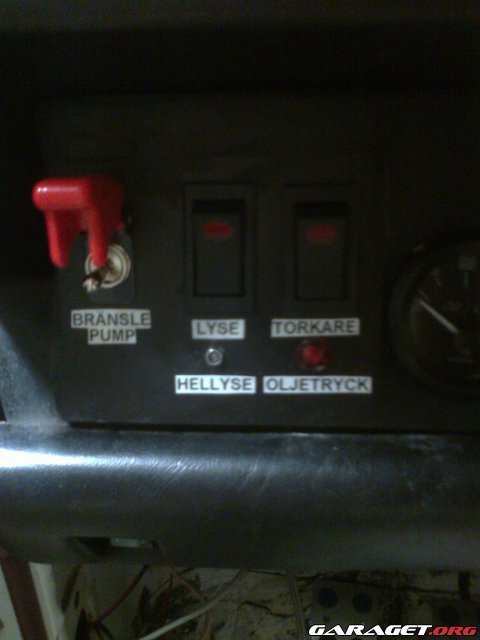 BRANSLE
PUMP
LYSE
TORKARE
HELLYSE
OLJETRYCK
GARAGET.ORG